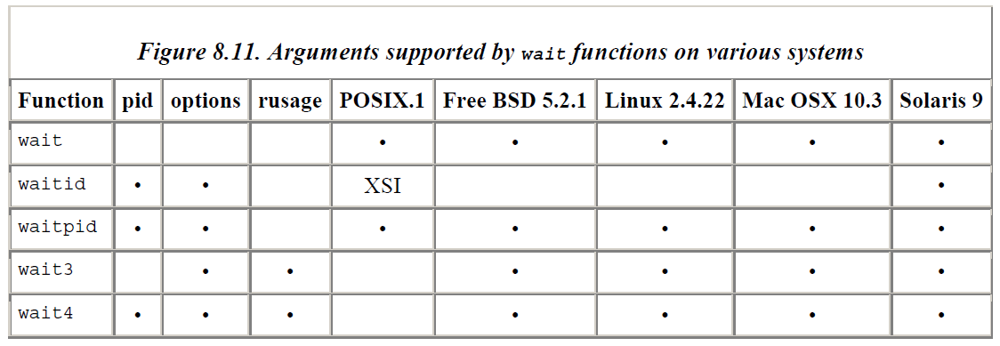 Figure 8.11. Arguments supported by wait functions on various systems
Function pid options rusage POSIX.1 Free BSD 5.2.1 Linux 2.4.22 Mac OSX 10.3 Solaris 9
wait • • • • •
waitid • • XSI •
waitpid • • • • • • •
wait3 • • • • • •
wait4 • • • • • • •